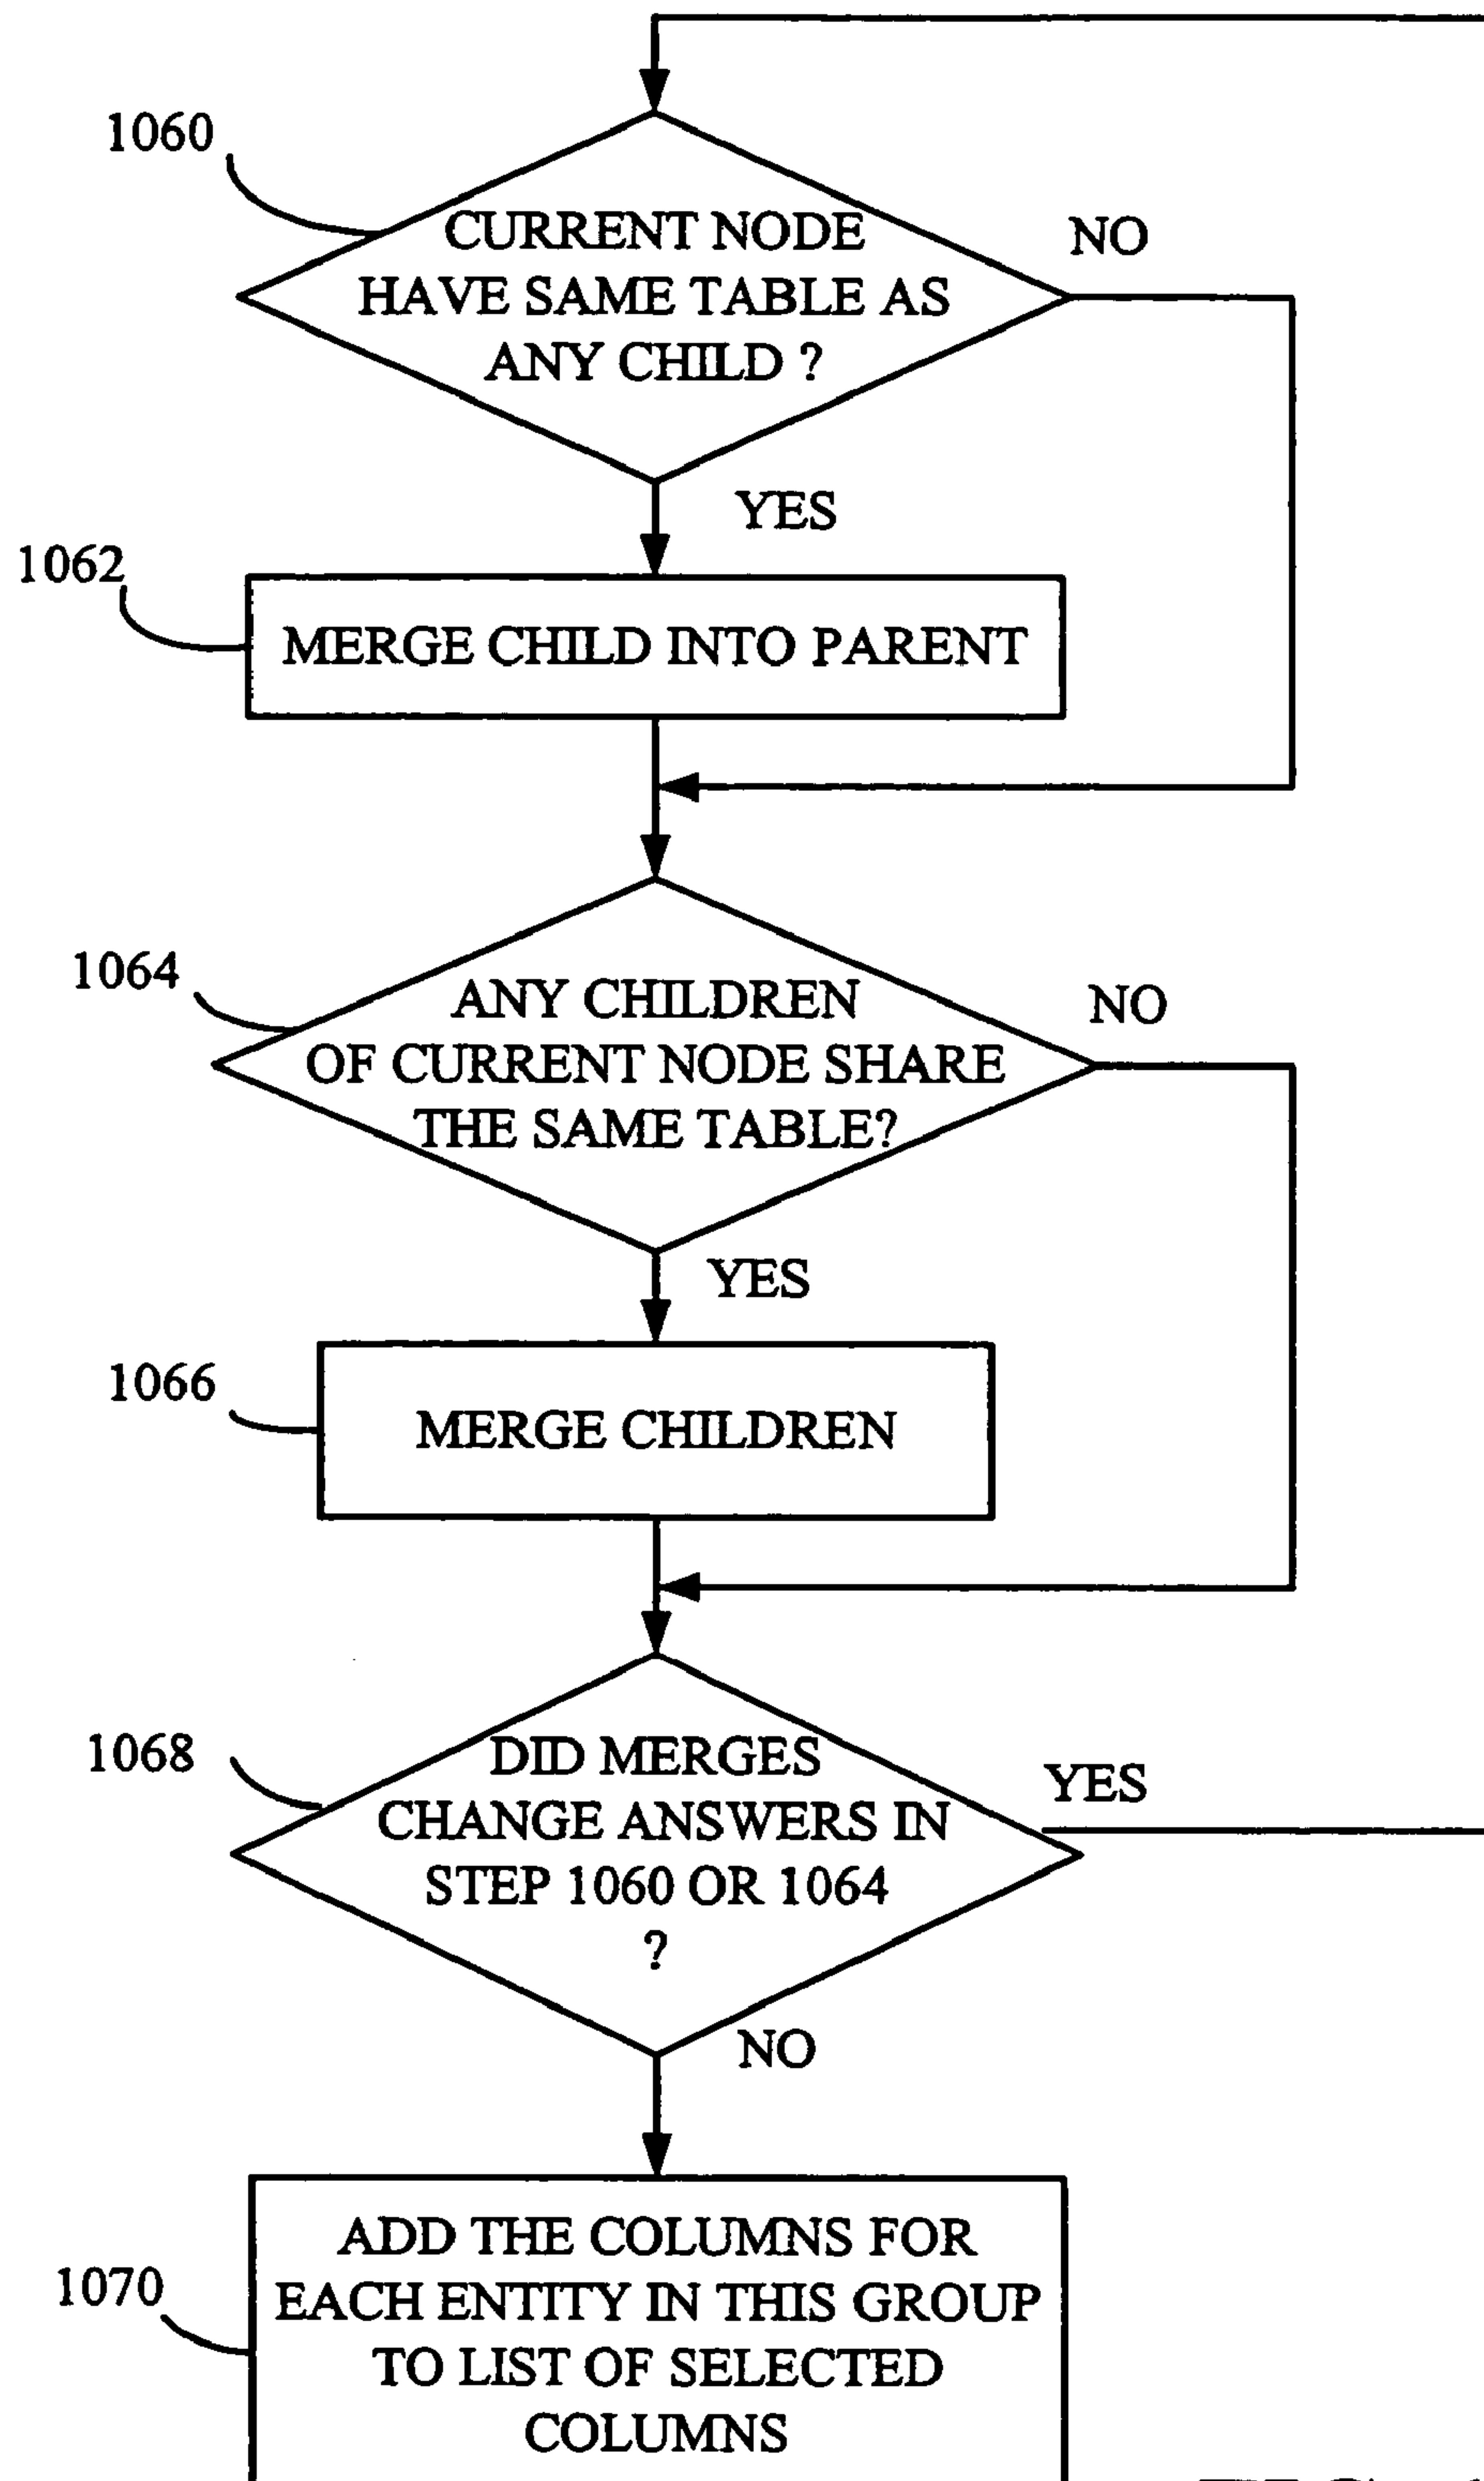 1060
CURRENT NODE
HAVE SAME TABLE AS
ANY CHILD ?
NO
YES
1062
MERGE CHILD INTO PARENT
1064
ANY CHILDREN
OF CURRENT NODE SHARE
THE SAME TABLE?
NO
YES
1066
MERGE CHILDREN
1068
DID MERGES
CHANGE ANSWERS IN
STEP 1060 OR 1064
?
YES
NO
1070
ADD THE COLUMNS FOR
EACH ENTITY IN THIS GROUP
TO LIST OF SELECTED
COLUMNS